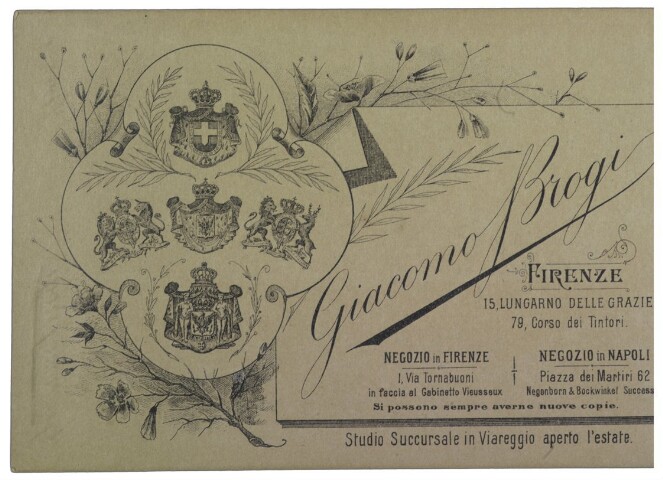 Giacomo Brogi
FIRENZE
15, LUNGARNO DELLE GRAZIE
79, Corso dei Tintori.
NEGOZIO in FIRENZE
1, Via Tornabuoni
in faccia al Gabinetto Vieusseux
NEGOZIO in NAPOLI
Piazza dei Martiri 62
Negenborn & Bockwinkel Success
Si possono sempre averne nuove copie.
Studio Succursale in Viareggio aperto l'estate.